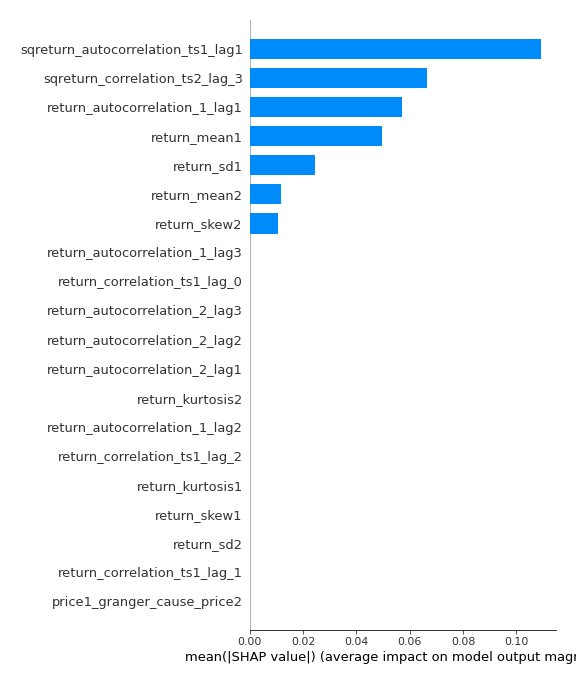 sqreturn_autocorrelation_ts1_lag1
sqreturn_correlation_ts2_lag_3
return_autocorrelation_1_lag1
return_mean1
return_sd1
return_mean2
return_skew2
return_autocorrelation_1_lag3
return_correlation_ts1_lag_0
return_autocorrelation_2_lag3
return_autocorrelation_2_lag2
return_autocorrelation_2_lag1
return_kurtosis2
return_autocorrelation_1_lag2
return_correlation_ts1_lag_2
return_kurtosis1
return_skew1
return_sd2
return_correlation_ts1_lag_1
price1_granger_cause_price2
0.00 0.02 0.04 0.06 0.08 0.10
mean(|SHAP value|) (average impact on model output magn